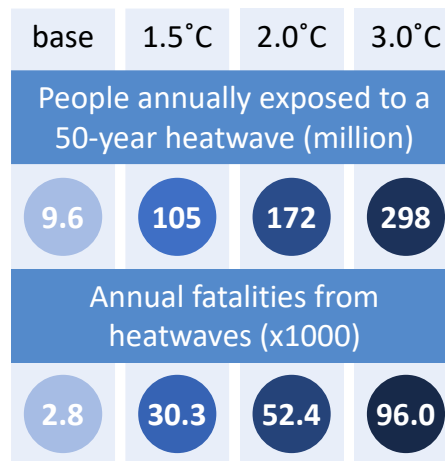 base 1.5˚C 2.0˚C 3.0˚C
People annually exposed to a
50-year heatwave (million)
9.6 105 172 298
Annual fatalities from
heatwaves (x1000)
2.8 30.3 52.4 96.0